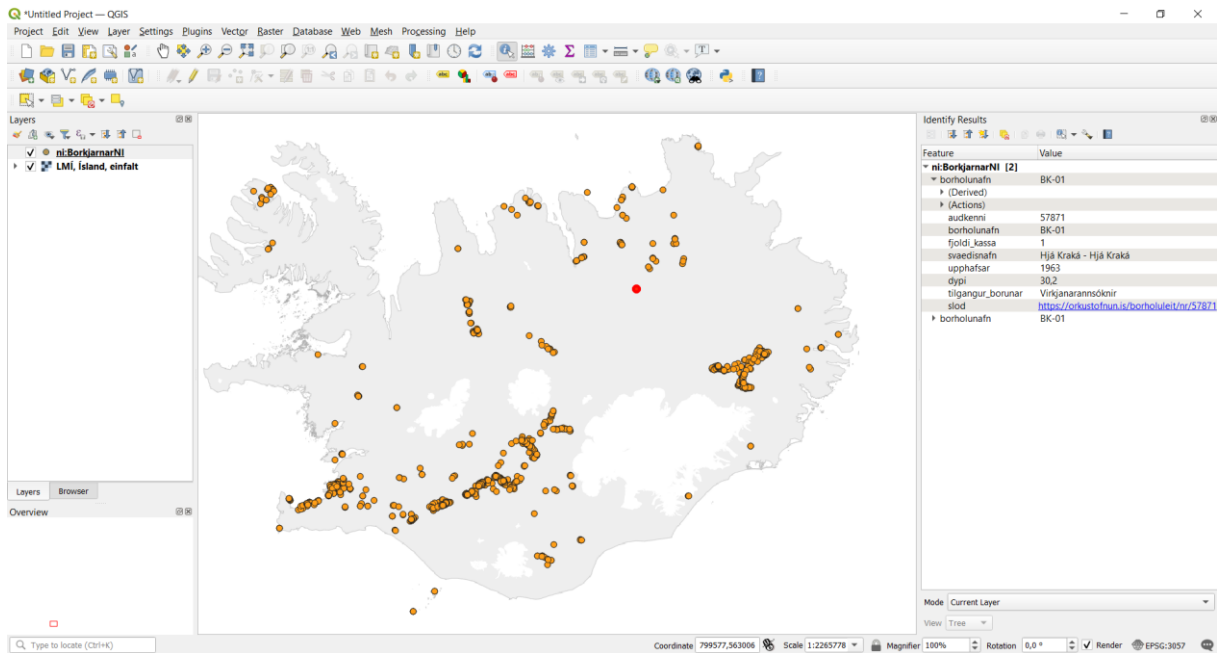 *Untitled Project — QGIS
Project Edit View Layer Settings Plugins Vector Raster Database Web Mesh Processing Help
Layers
ni:BorkjarnarNI
LMÍ, Ísland, einfalt
Layers Browser
Overview
Identify Results
Feature Value
ni:BorkjarnarNI [2]
borholunafn BK-01
(Derived)
(Actions)
audkenni 57871
borholunafn BK-01
fjoldi_kassa 1
svaedisnafn Hjá Kraká - Hjá Kraká
upphafsar 1963
dypi 30,2
tilgangur_borunar Virkjanarannsóknir
slod https://orkustofnun.is/borholuleit/nr/57871
borholunafn BK-01
Mode Current Layer
View Tree
Type to locate (Ctrl+K) Coordinate 799577,563006 Scale 1:2265778 Magnifier 100% Rotation 0,0 ° Render EPSG:3057